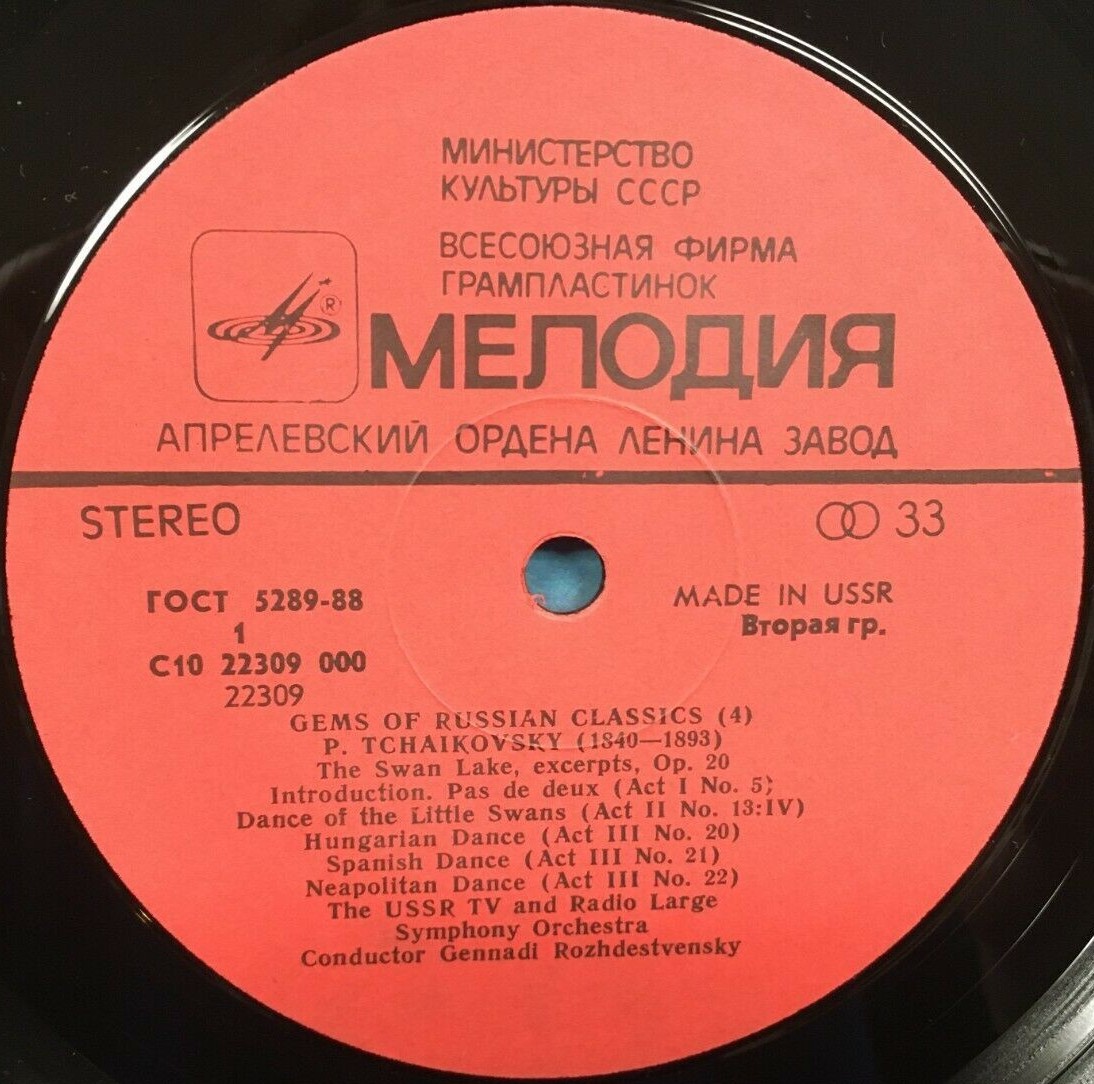 МИНИСТЕРСТВО
КУЛЬТУРЫ СССР
ВСЕСОЮЗНАЯ ФИРМА
ГРАМПЛАСТИНОК
®
МЕЛОДИЯ
АПРЕЛЕВСКИЙ ОРДЕНА ЛЕНИНА ЗАВОД
STEREO
33
ГОСТ 5289-88
1
С10 22309 000
22309
MADE IN USSR
Вторая гр.
GEMS OF RUSSIAN CLASSICS (4)
P. TCHAIKOVSKY (1840—1893)
The Swan Lake, excerpts, Op. 20
Introduction. Pas de deux (Act I No. 5)
Dance of the Little Swans (Act II No. 13:IV)
Hungarian Dance (Act III No. 20)
Spanish Dance (Act III No. 21)
Neapolitan Dance (Act III No. 22)
The USSR TV and Radio Large
Symphony Orchestra
Conductor Gennadi Rozhdestvensky